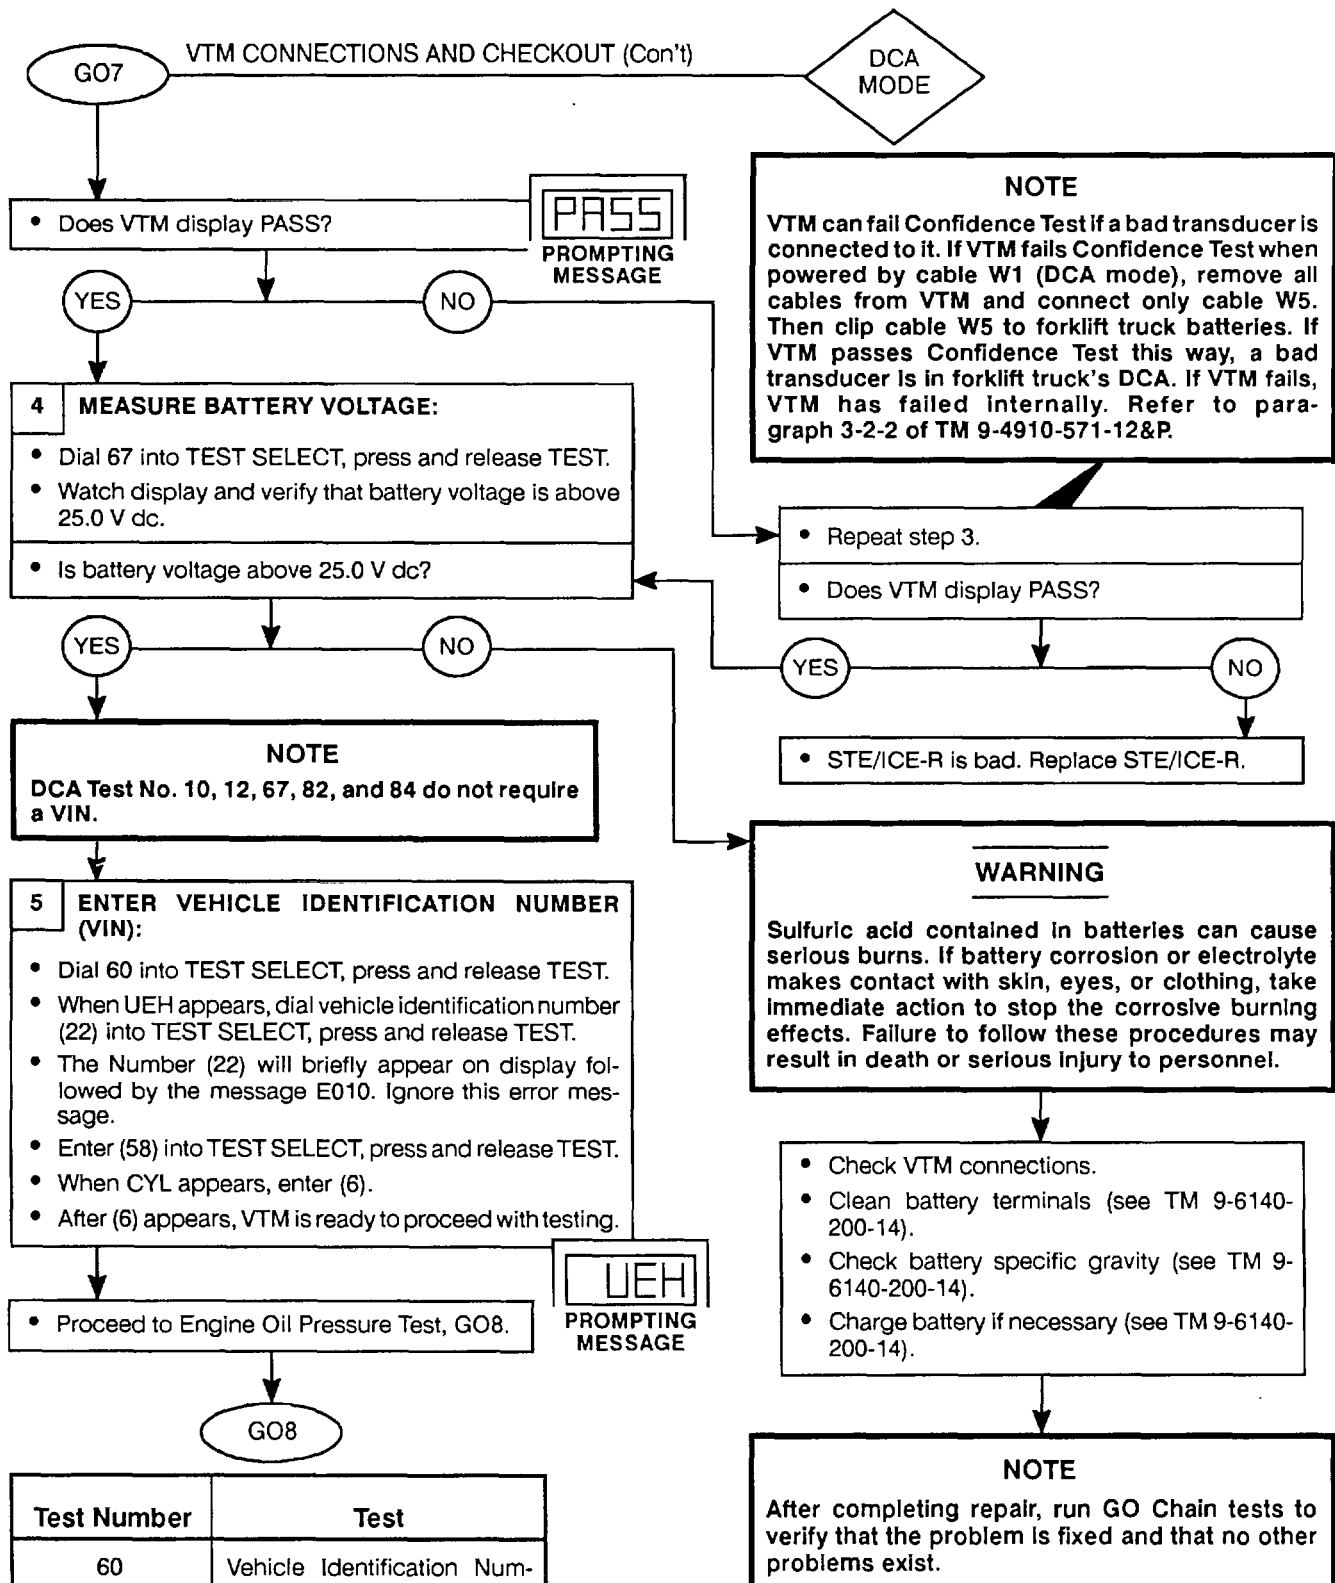 VTM CONNECTIONS AND CHECKOUT (Con't)
GO7
DCA
MODE
• Does VTM display PASS?
PASS
PROMPTING
MESSAGE
YES
NO
4 MEASURE BATTERY VOLTAGE:
• Dial 67 into TEST SELECT, press and release TEST.
• Watch display and verify that battery voltage is above
25.0 V dc.
• Is battery voltage above 25.0 V dc?
YES
NO
NOTE
DCA Test No. 10, 12, 67, 82, and 84 do not require
a VIN.
5 ENTER VEHICLE IDENTIFICATION NUMBER
(VIN):
• Dial 60 into TEST SELECT, press and release TEST.
• When UEH appears, dial vehicle identification number
(22) into TEST SELECT, press and release TEST.
• The Number (22) will briefly appear on display fol-
lowed by the message E010. Ignore this error mes-
sage.
• Enter (58) into TEST SELECT, press and release TEST.
• When CYL appears, enter (6).
• After (6) appears, VTM is ready to proceed with testing.
UEH
PROMPTING
MESSAGE
• Proceed to Engine Oil Pressure Test, GO8.
GO8
Test Number Test
60 Vehicle Identification Num-
NOTE
VTM can fail Confidence Test if a bad transducer is
connected to it. If VTM fails Confidence Test when
powered by cable W1 (DCA mode), remove all
cables from VTM and connect only cable W5.
Then clip cable W5 to forklift truck batteries. If
VTM passes Confidence Test this way, a bad
transducer is in forklift truck's DCA. If VTM fails,
VTM has failed internally. Refer to para-
graph 3-2-2 of TM 9-4910-571-12&P.
• Repeat step 3.
• Does VTM display PASS?
YES
NO
• STE/ICE-R is bad. Replace STE/ICE-R.
WARNING
Sulfuric acid contained in batteries can cause
serious burns. If battery corrosion or electrolyte
makes contact with skin, eyes, or clothing, take
immediate action to stop the corrosive burning
effects. Failure to follow these procedures may
result in death or serious injury to personnel.
• Check VTM connections.
• Clean battery terminals (see TM 9-6140-
200-14).
• Check battery specific gravity (see TM 9-
6140-200-14).
• Charge battery if necessary (see TM 9-6140-
200-14).
NOTE
After completing repair, run GO Chain tests to
verify that the problem is fixed and that no other
problems exist.